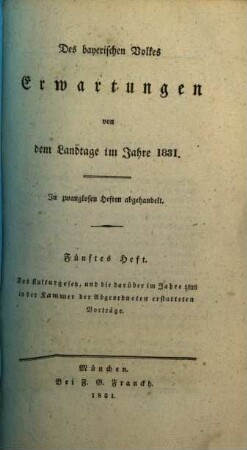 Des bayerischen Volkes
Erwartungen
von
dem Landtage im Jahre 1831.
In zwanglosen Heften abgehandelt.
Fünftes Heft.
Das Kulturgesetz, und die darüber im Jahre
in der Kammer der Abgeordneten erstatteten
Vorträge.
München.
Bei F. G. Franckh.
1831.